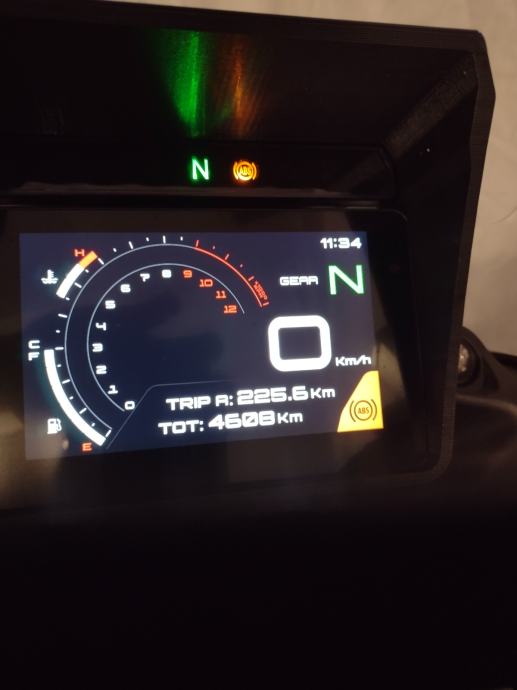 N ABS
11:34
H
GEAR N
C
F
E
0 1 2 3 4 5 6 7 8 9 10 11 12
0 Km/h
TRIP A: 225.6 Km
TOT: 4608 Km
ABS